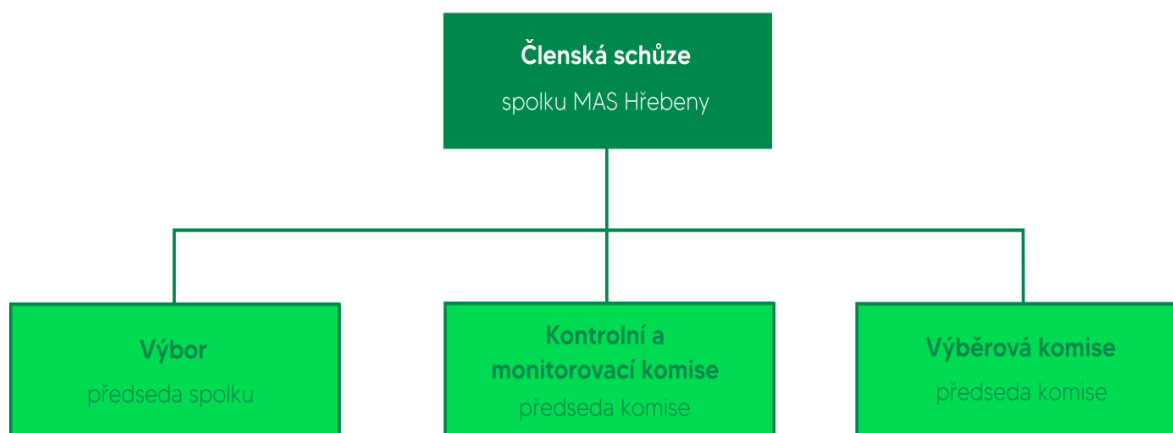 Členská schůze
spolku MAS Hřebeny
Výbor
předseda spolku
Kontrolní a
monitorovací komise
předseda komise
Výběrová komise
předseda komise